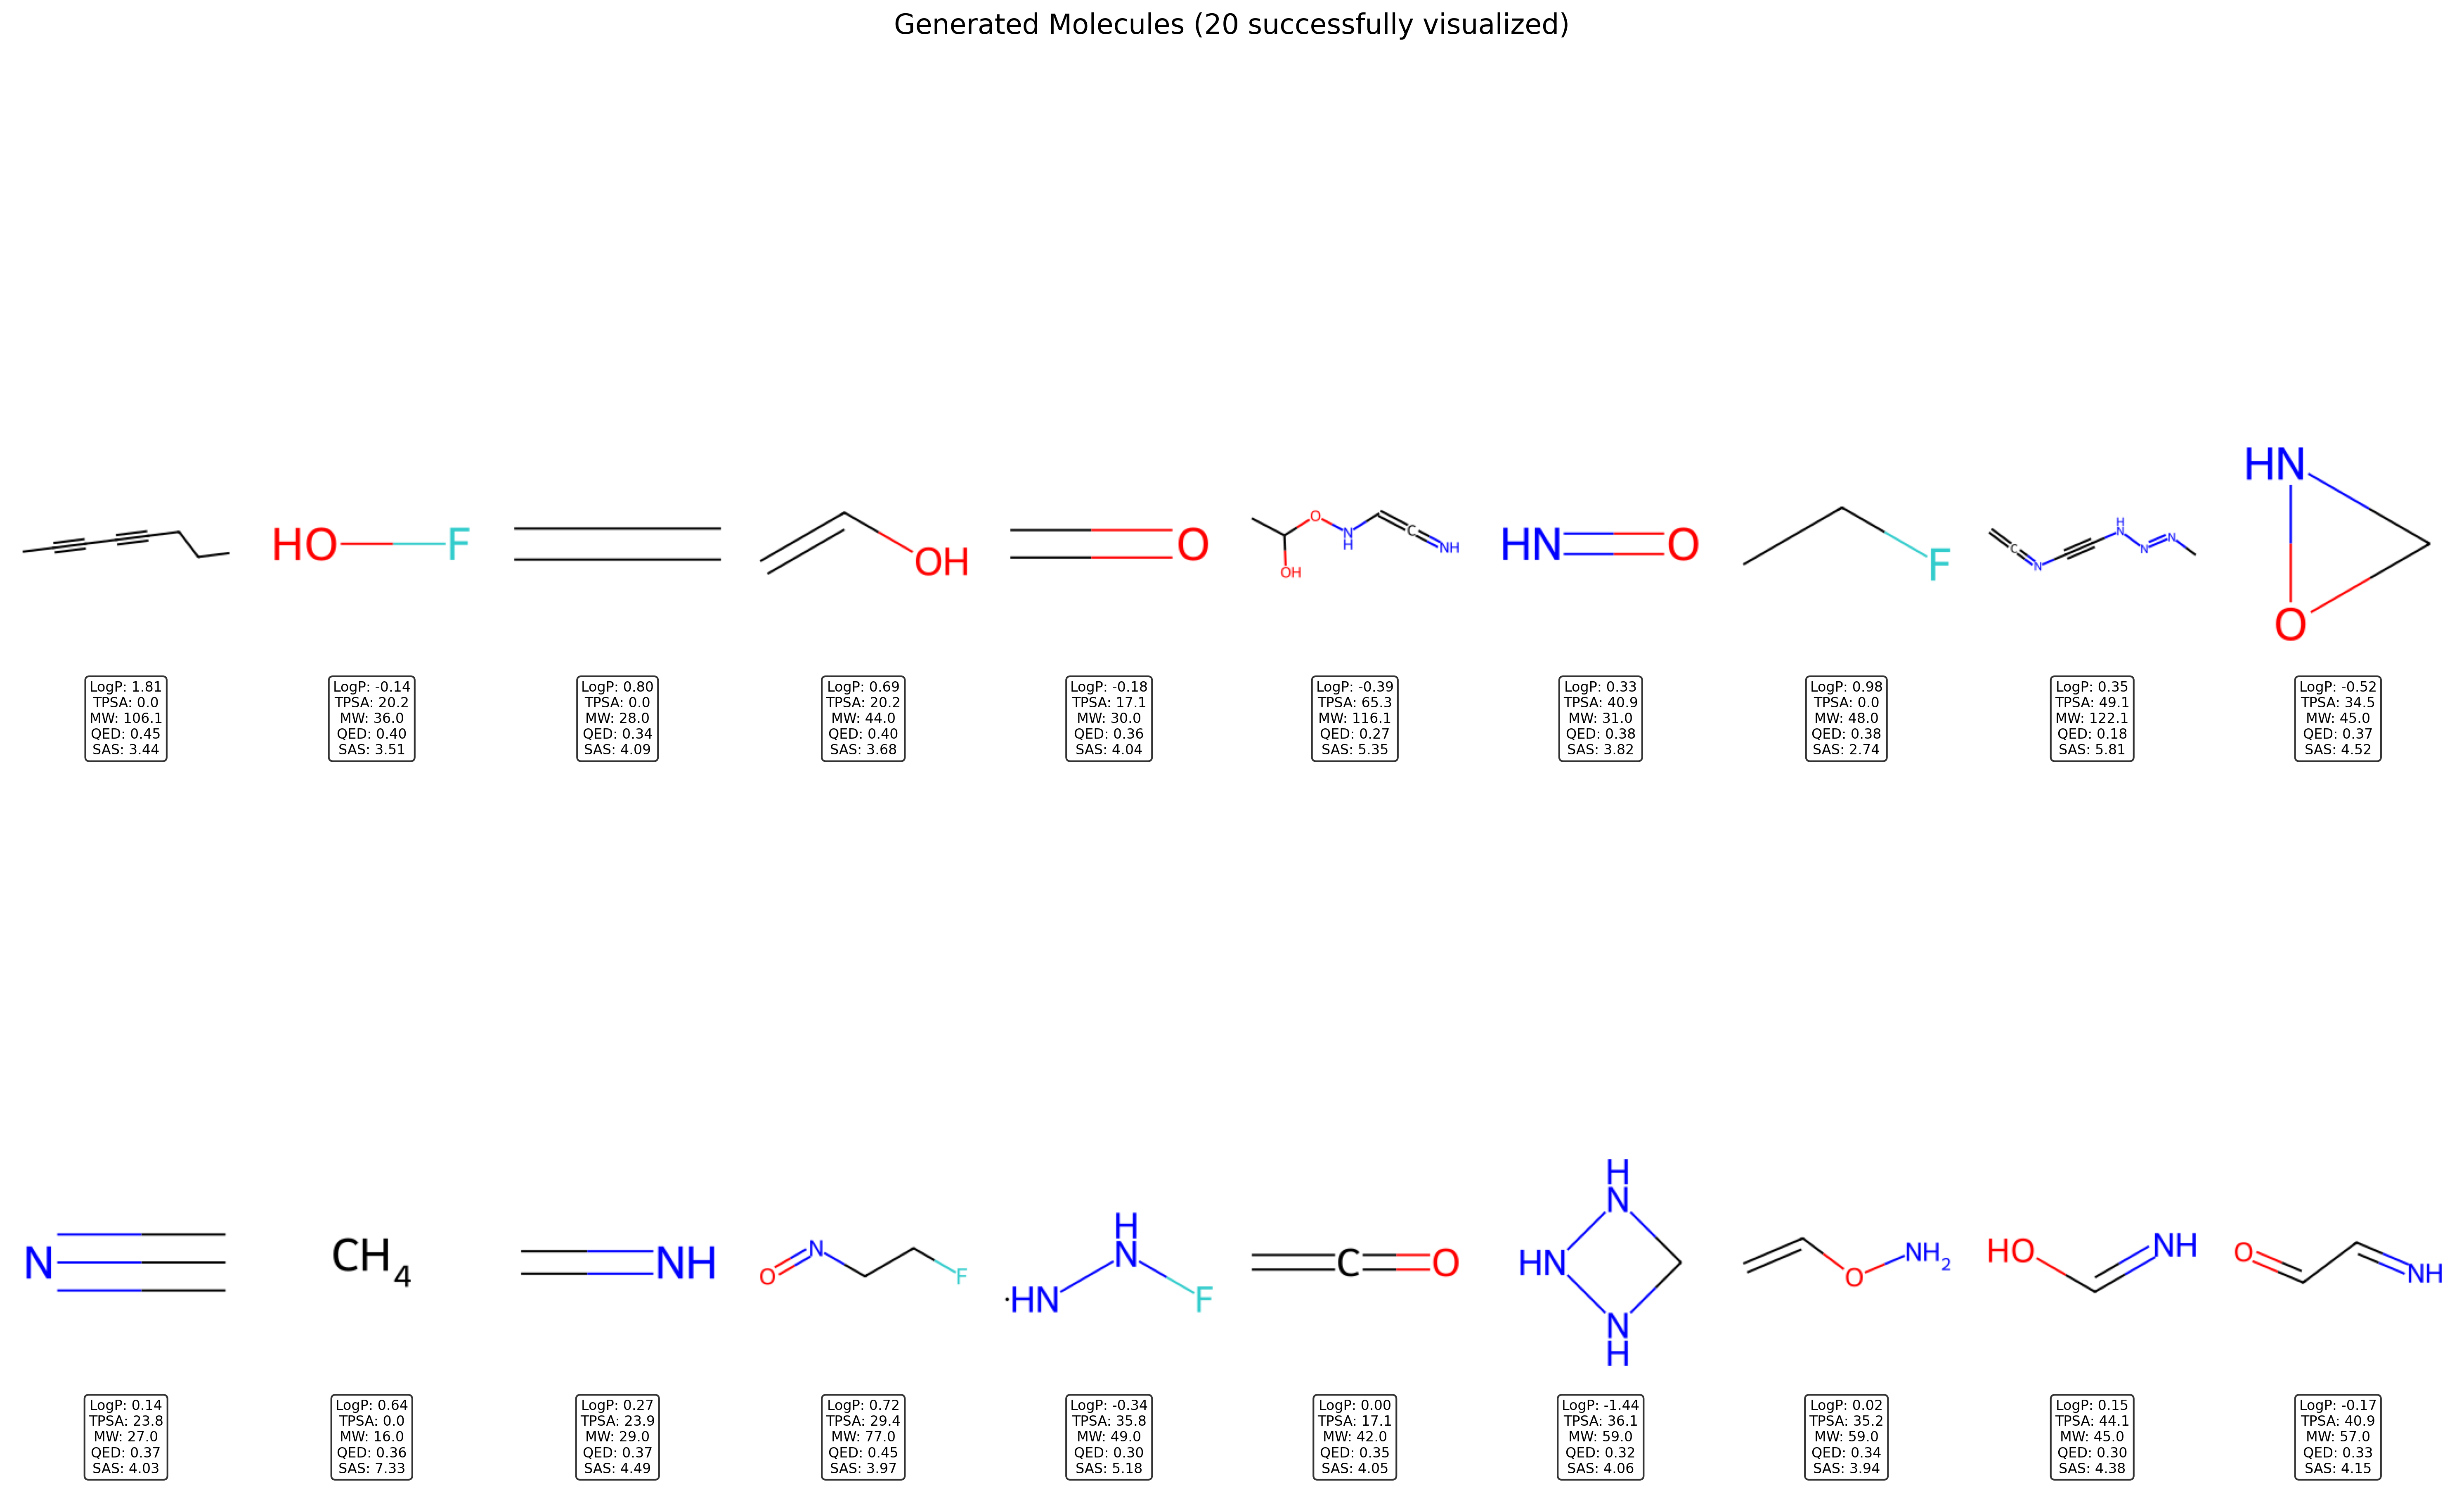 Generated Molecules (20 successfully visualized)
HO F
OH
O
O N H OH C NH
HN O
F
C N H N N N
HN O
LogP: 1.81
TPSA: 0.0
MW: 106.1
QED: 0.45
SAS: 3.44
LogP: -0.14
TPSA: 20.2
MW: 36.0
QED: 0.40
SAS: 3.51
LogP: 0.80
TPSA: 0.0
MW: 28.0
QED: 0.34
SAS: 4.09
LogP: 0.69
TPSA: 20.2
MW: 44.0
QED: 0.40
SAS: 3.68
LogP: -0.18
TPSA: 17.1
MW: 30.0
QED: 0.36
SAS: 4.04
LogP: -0.39
TPSA: 65.3
MW: 116.1
QED: 0.27
SAS: 5.35
LogP: 0.33
TPSA: 40.9
MW: 31.0
QED: 0.38
SAS: 3.82
LogP: 0.98
TPSA: 0.0
MW: 48.0
QED: 0.38
SAS: 2.74
LogP: 0.35
TPSA: 49.1
MW: 122.1
QED: 0.18
SAS: 5.81
LogP: -0.52
TPSA: 34.5
MW: 45.0
QED: 0.37
SAS: 4.52
N
CH4
NH
O N F
·HN N H F
C O
H N HN N H
O NH2
HO NH
O NH
LogP: 0.14
TPSA: 23.8
MW: 27.0
QED: 0.37
SAS: 4.03
LogP: 0.64
TPSA: 0.0
MW: 16.0
QED: 0.36
SAS: 7.33
LogP: 0.27
TPSA: 23.9
MW: 29.0
QED: 0.37
SAS: 4.49
LogP: 0.72
TPSA: 29.4
MW: 77.0
QED: 0.45
SAS: 3.97
LogP: -0.34
TPSA: 35.8
MW: 49.0
QED: 0.30
SAS: 5.18
LogP: 0.00
TPSA: 17.1
MW: 42.0
QED: 0.35
SAS: 4.05
LogP: -1.44
TPSA: 36.1
MW: 59.0
QED: 0.32
SAS: 4.06
LogP: 0.02
TPSA: 35.2
MW: 59.0
QED: 0.34
SAS: 3.94
LogP: 0.15
TPSA: 44.1
MW: 45.0
QED: 0.30
SAS: 4.38
LogP: -0.17
TPSA: 40.9
MW: 57.0
QED: 0.33
SAS: 4.15